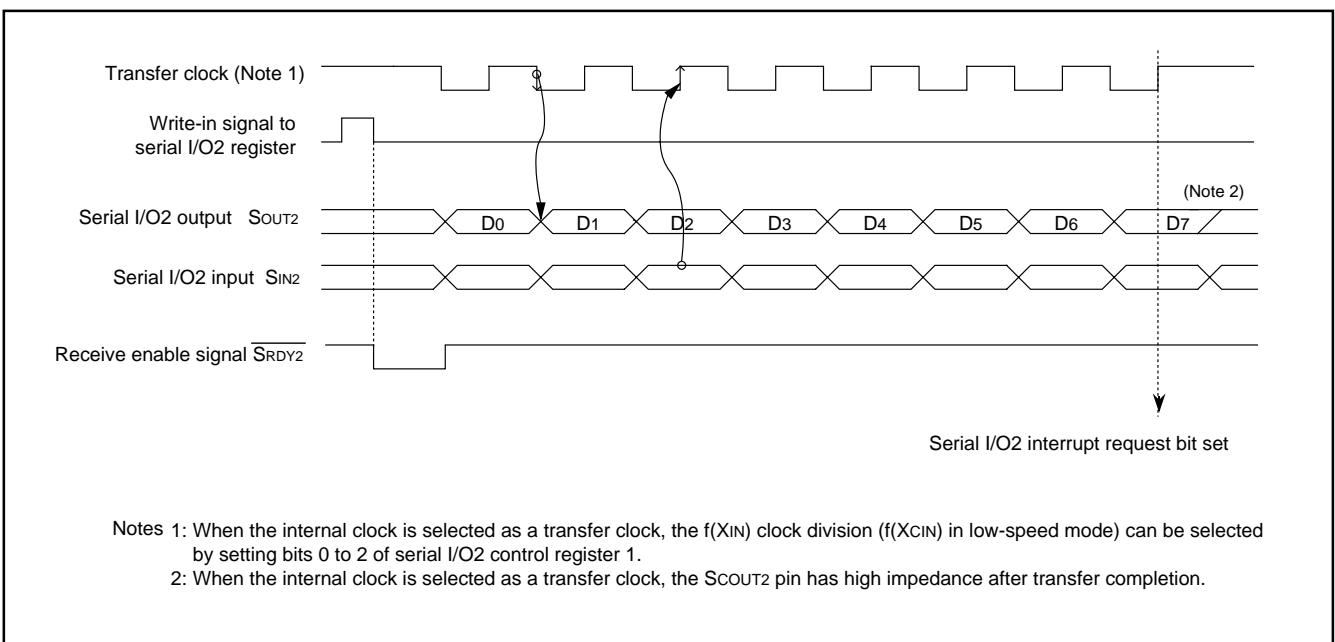 Transfer clock (Note 1)
Write-in signal to
serial I/O2 register
(Note 2)
Serial I/O2 output SOUT2
D0 D1 D2 D3 D4 D5 D6 D7
Serial I/O2 input SIN2
Receive enable signal SRDY2
Serial I/O2 interrupt request bit set
Notes 1: When the internal clock is selected as a transfer clock, the f(XIN) clock division (f(XCIN) in low-speed mode) can be selected
by setting bits 0 to 2 of serial I/O2 control register 1.
2: When the internal clock is selected as a transfer clock, the SCOUT2 pin has high impedance after transfer completion.